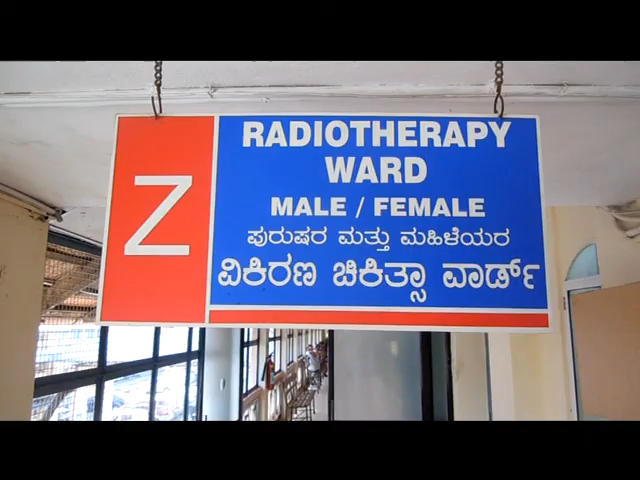 Z
RADIOTHERAPY
WARD
MALE / FEMALE
ಪುರುಷರ ಮತ್ತು ಮಹಿಳೆಯರ
ವಿಕಿರಣ ಚಿಕಿತ್ಸಾ ವಾರ್ಡ್